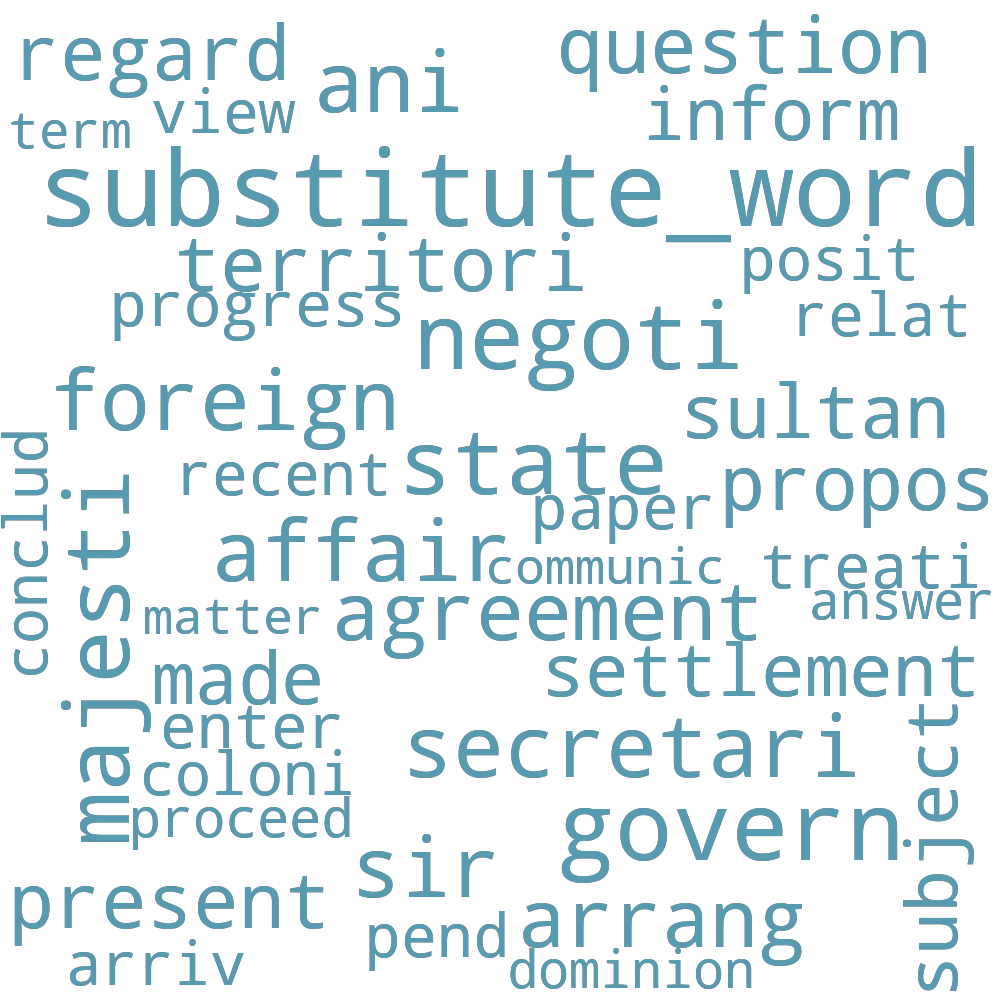 regard
question
ani
view
inform
term
substitute_word
territori
posit
progress
relat
negoti
foreign
sultan
state
recent
propos
conclud
paper
majesti
affair
communic
treati
answer
matter
agreement
made
settlement
enter
secretari
coloni
proceed
govern
subject
sir
present
arrang
pend
arriv
dominion